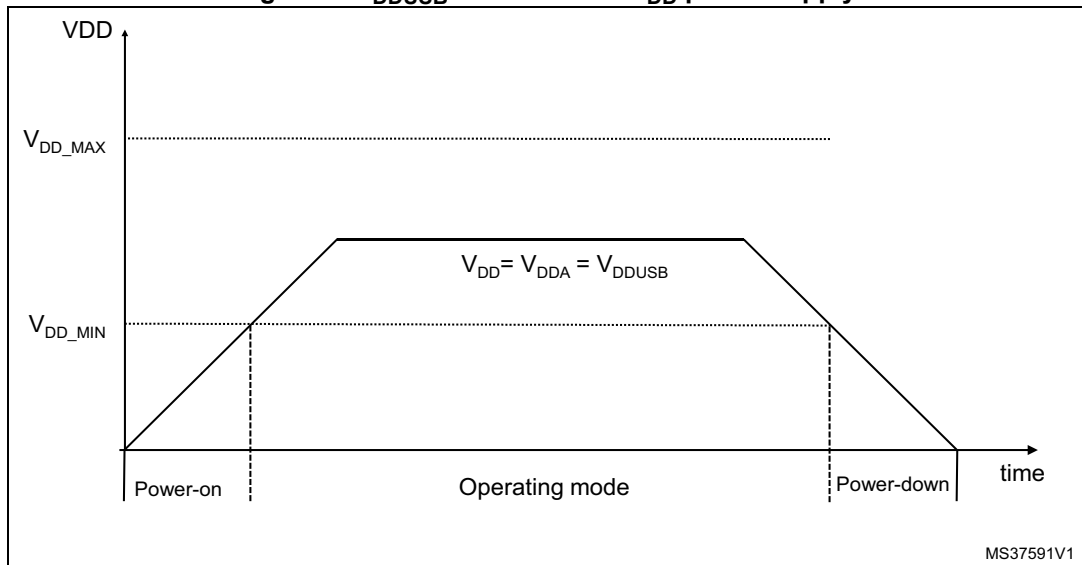 VDD
V_DD_MAX
V_DD= V_DDA = V_DDUSB
V_DD_MIN
time
Power-on
Operating mode
Power-down
MS37591V1